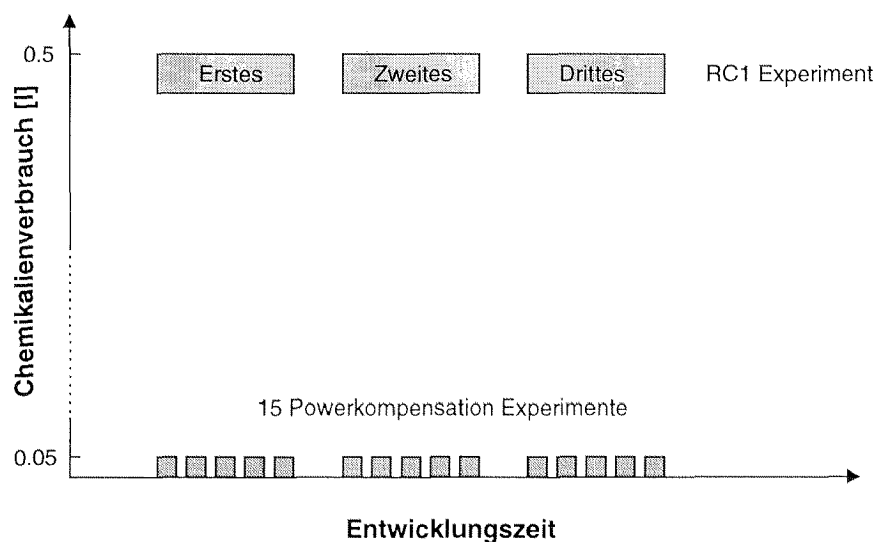 0.5
Erstes Zweites Drittes RC1 Experiment
Chemikalienverbrauch [l]
15 Powerkompensation Experimente
0.05
Entwicklungszeit